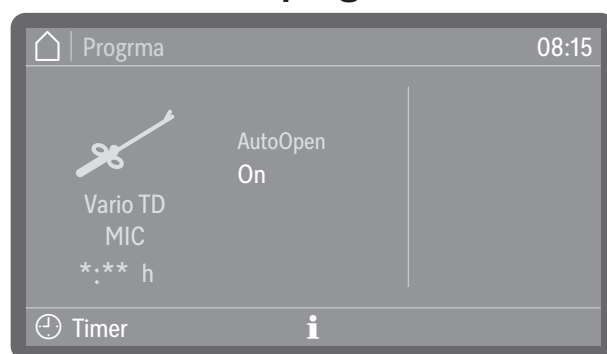 Progrma
08:15
AutoOpen
On
Vario TD
MIC
*:** h
Timer
i